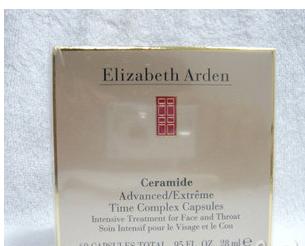 Elizabeth Arden
Ceramide
Advanced/Extrême
Time Complex Capsules
Intensive Treatment for Face and Throat
Soin Intensif pour le Visage et le Cou
CAPSULES TOTAL .95 FL. OZ. 28 ml ℮